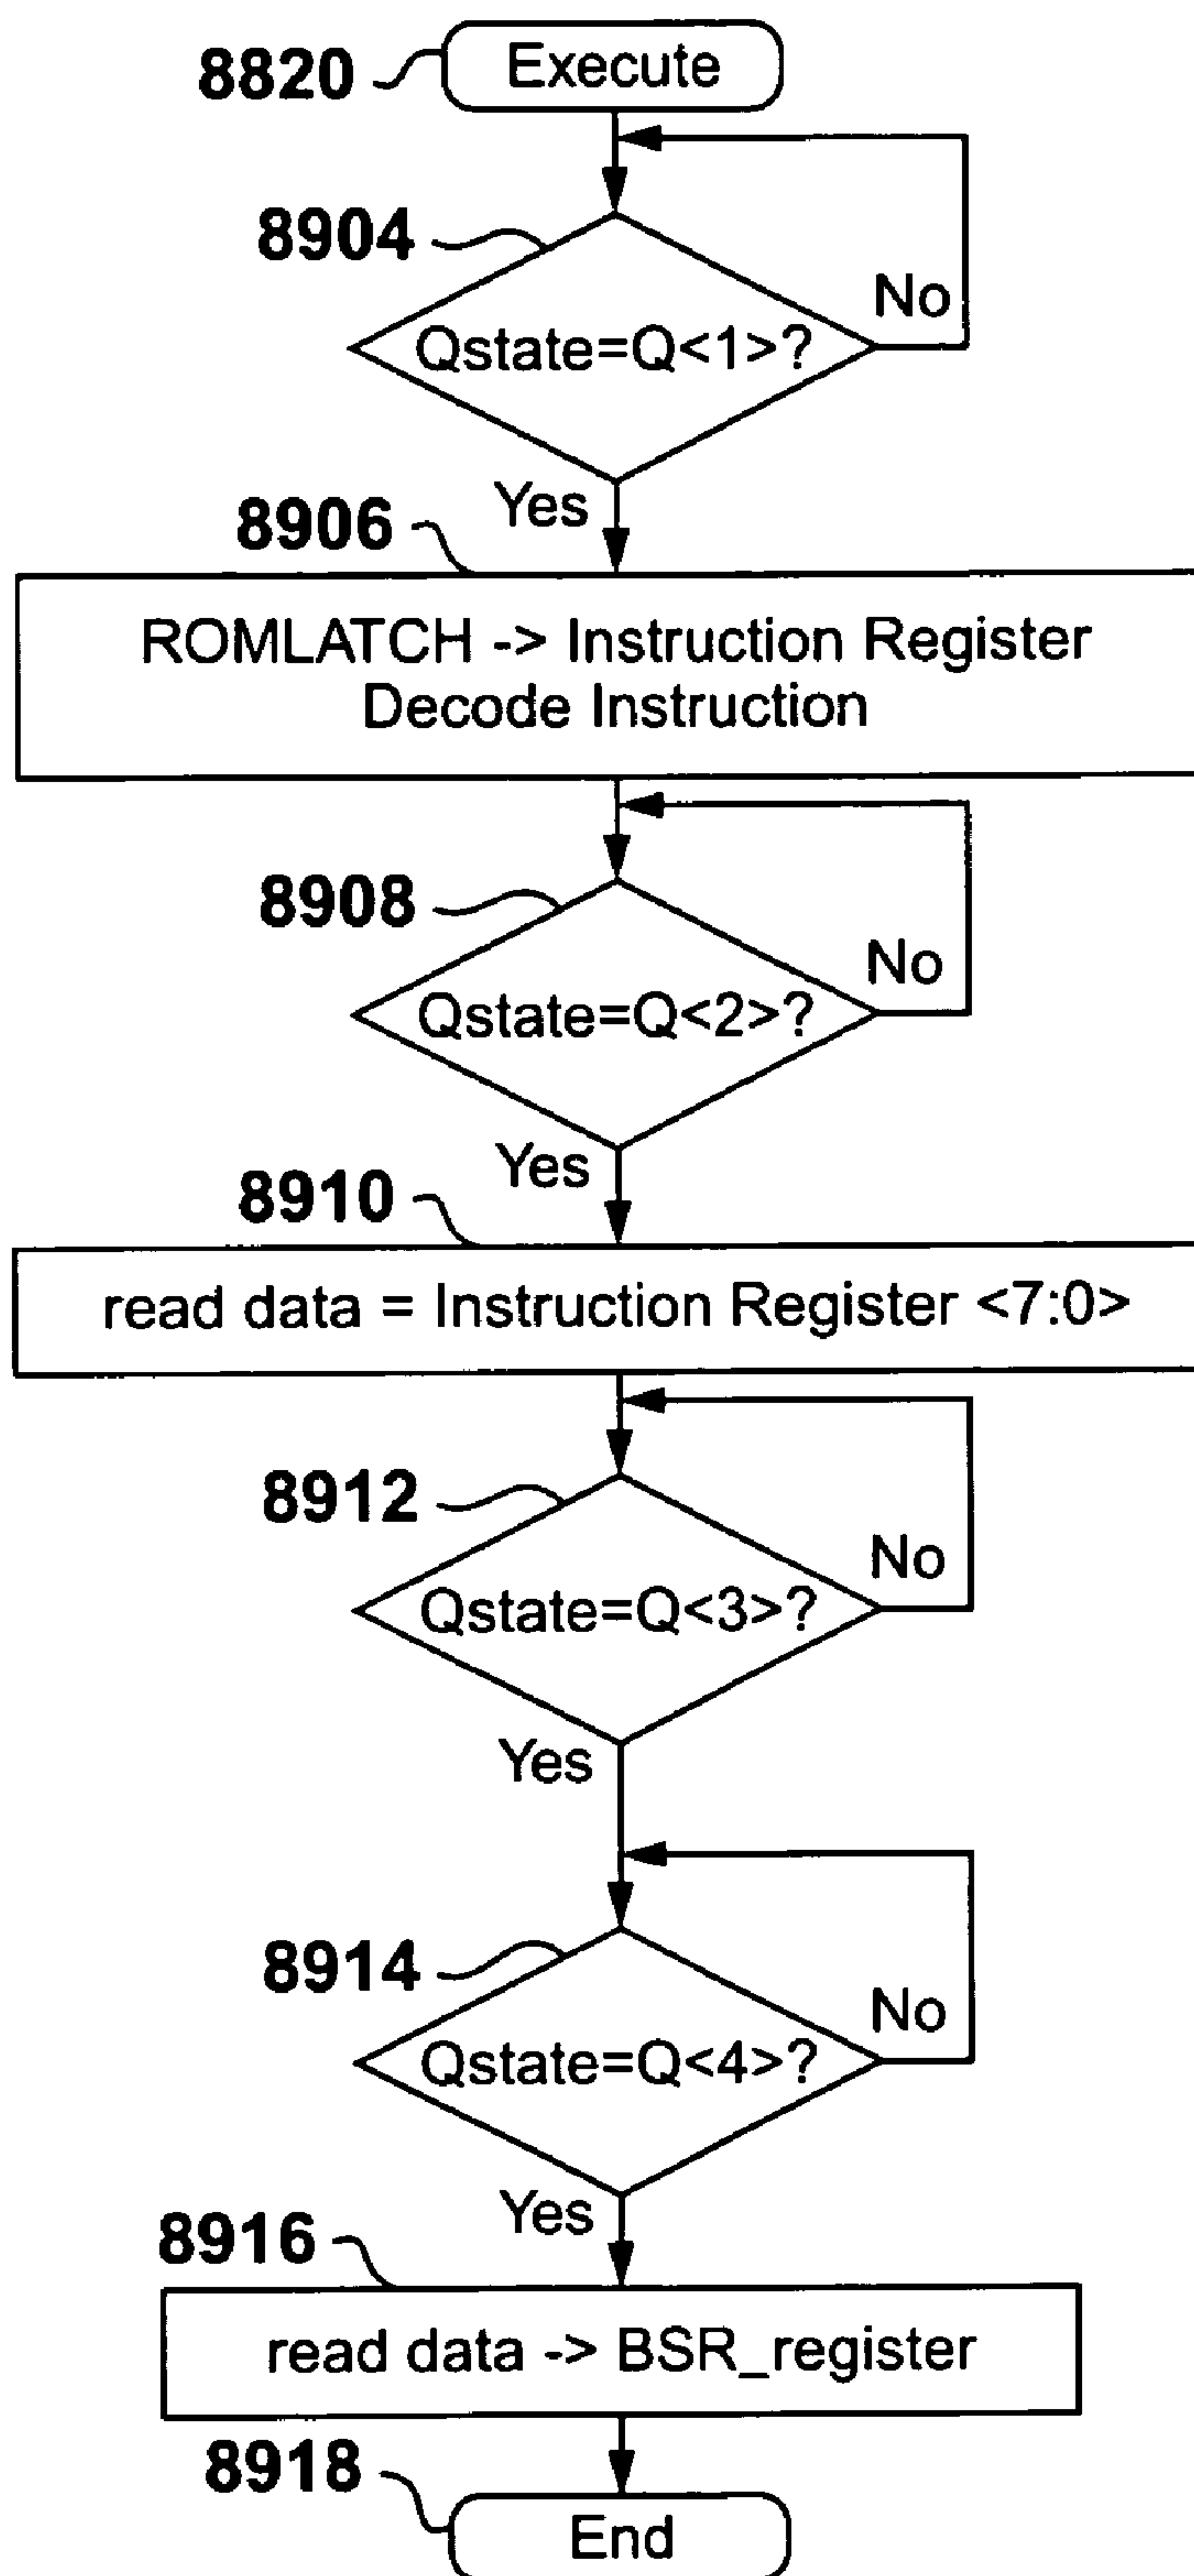 8820
Execute
8904
No
Qstate=Q<1>?
Yes
8906
ROMLATCH -> Instruction Register
Decode Instruction
8908
No
Qstate=Q<2>?
Yes
8910
read data = Instruction Register <7:0>
8912
No
Qstate=Q<3>?
Yes
8914
No
Qstate=Q<4>?
Yes
8916
read data -> BSR_register
8918
End